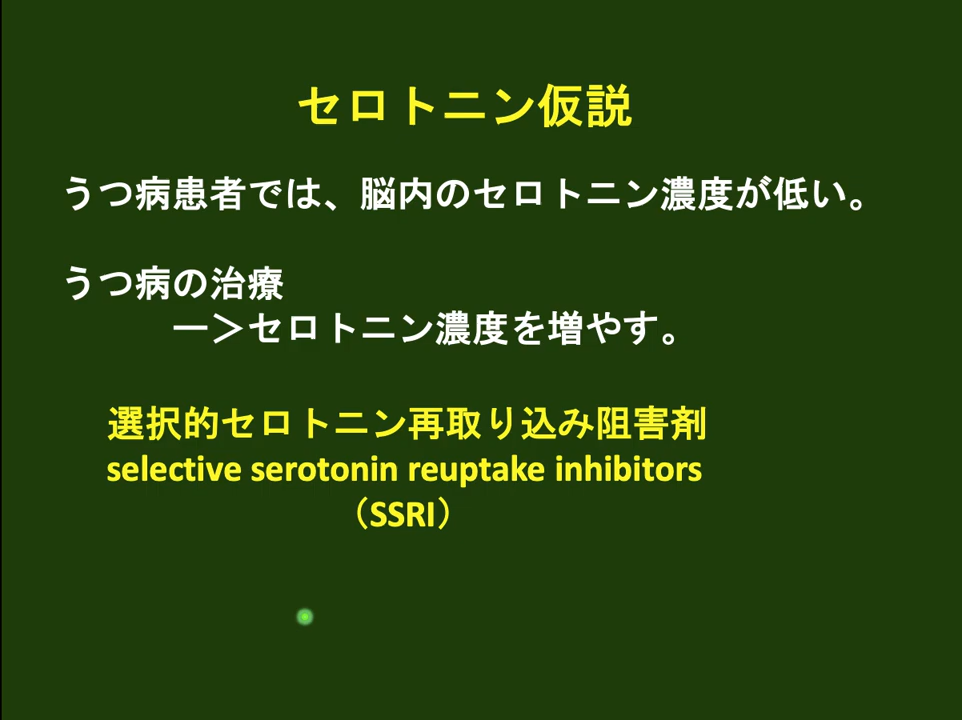 セロトニン仮説
うつ病患者では、脳内のセロトニン濃度が低い。
うつ病の治療
ー＞セロトニン濃度を増やす。
選択的セロトニン再取り込み阻害剤
selective serotonin reuptake inhibitors
（SSRI）